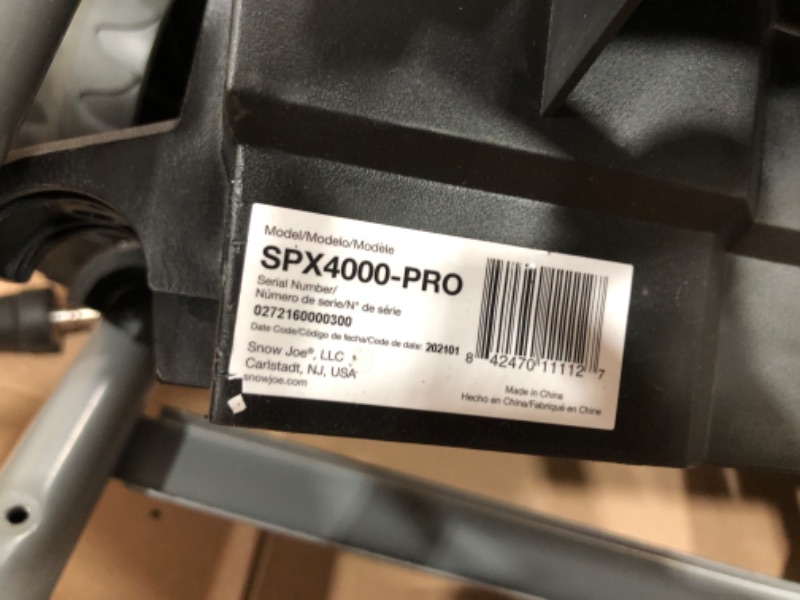 Model/Modelo/Modèle
SPX4000-PRO
Serial Number/
Número de serie/N° de série
0272160000300
Date Code/Código de fecha/Code de date: 202101
Snow Joe®, LLC
Carlstadt, NJ, USA
snowjoe.com
8 42470 11112 7
Made in China
Hecho en China/Fabriqué en Chine